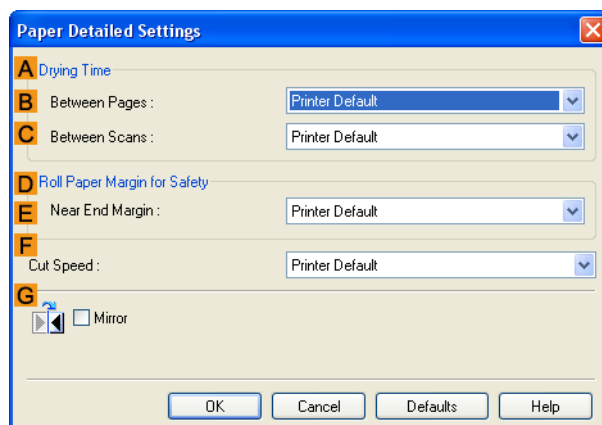 Paper Detailed Settings
A Drying Time
B Between Pages : Printer Default
C Between Scans : Printer Default
D Roll Paper Margin for Safety
E Near End Margin : Printer Default
F
Cut Speed : Printer Default
G
Mirror
OK Cancel Defaults Help